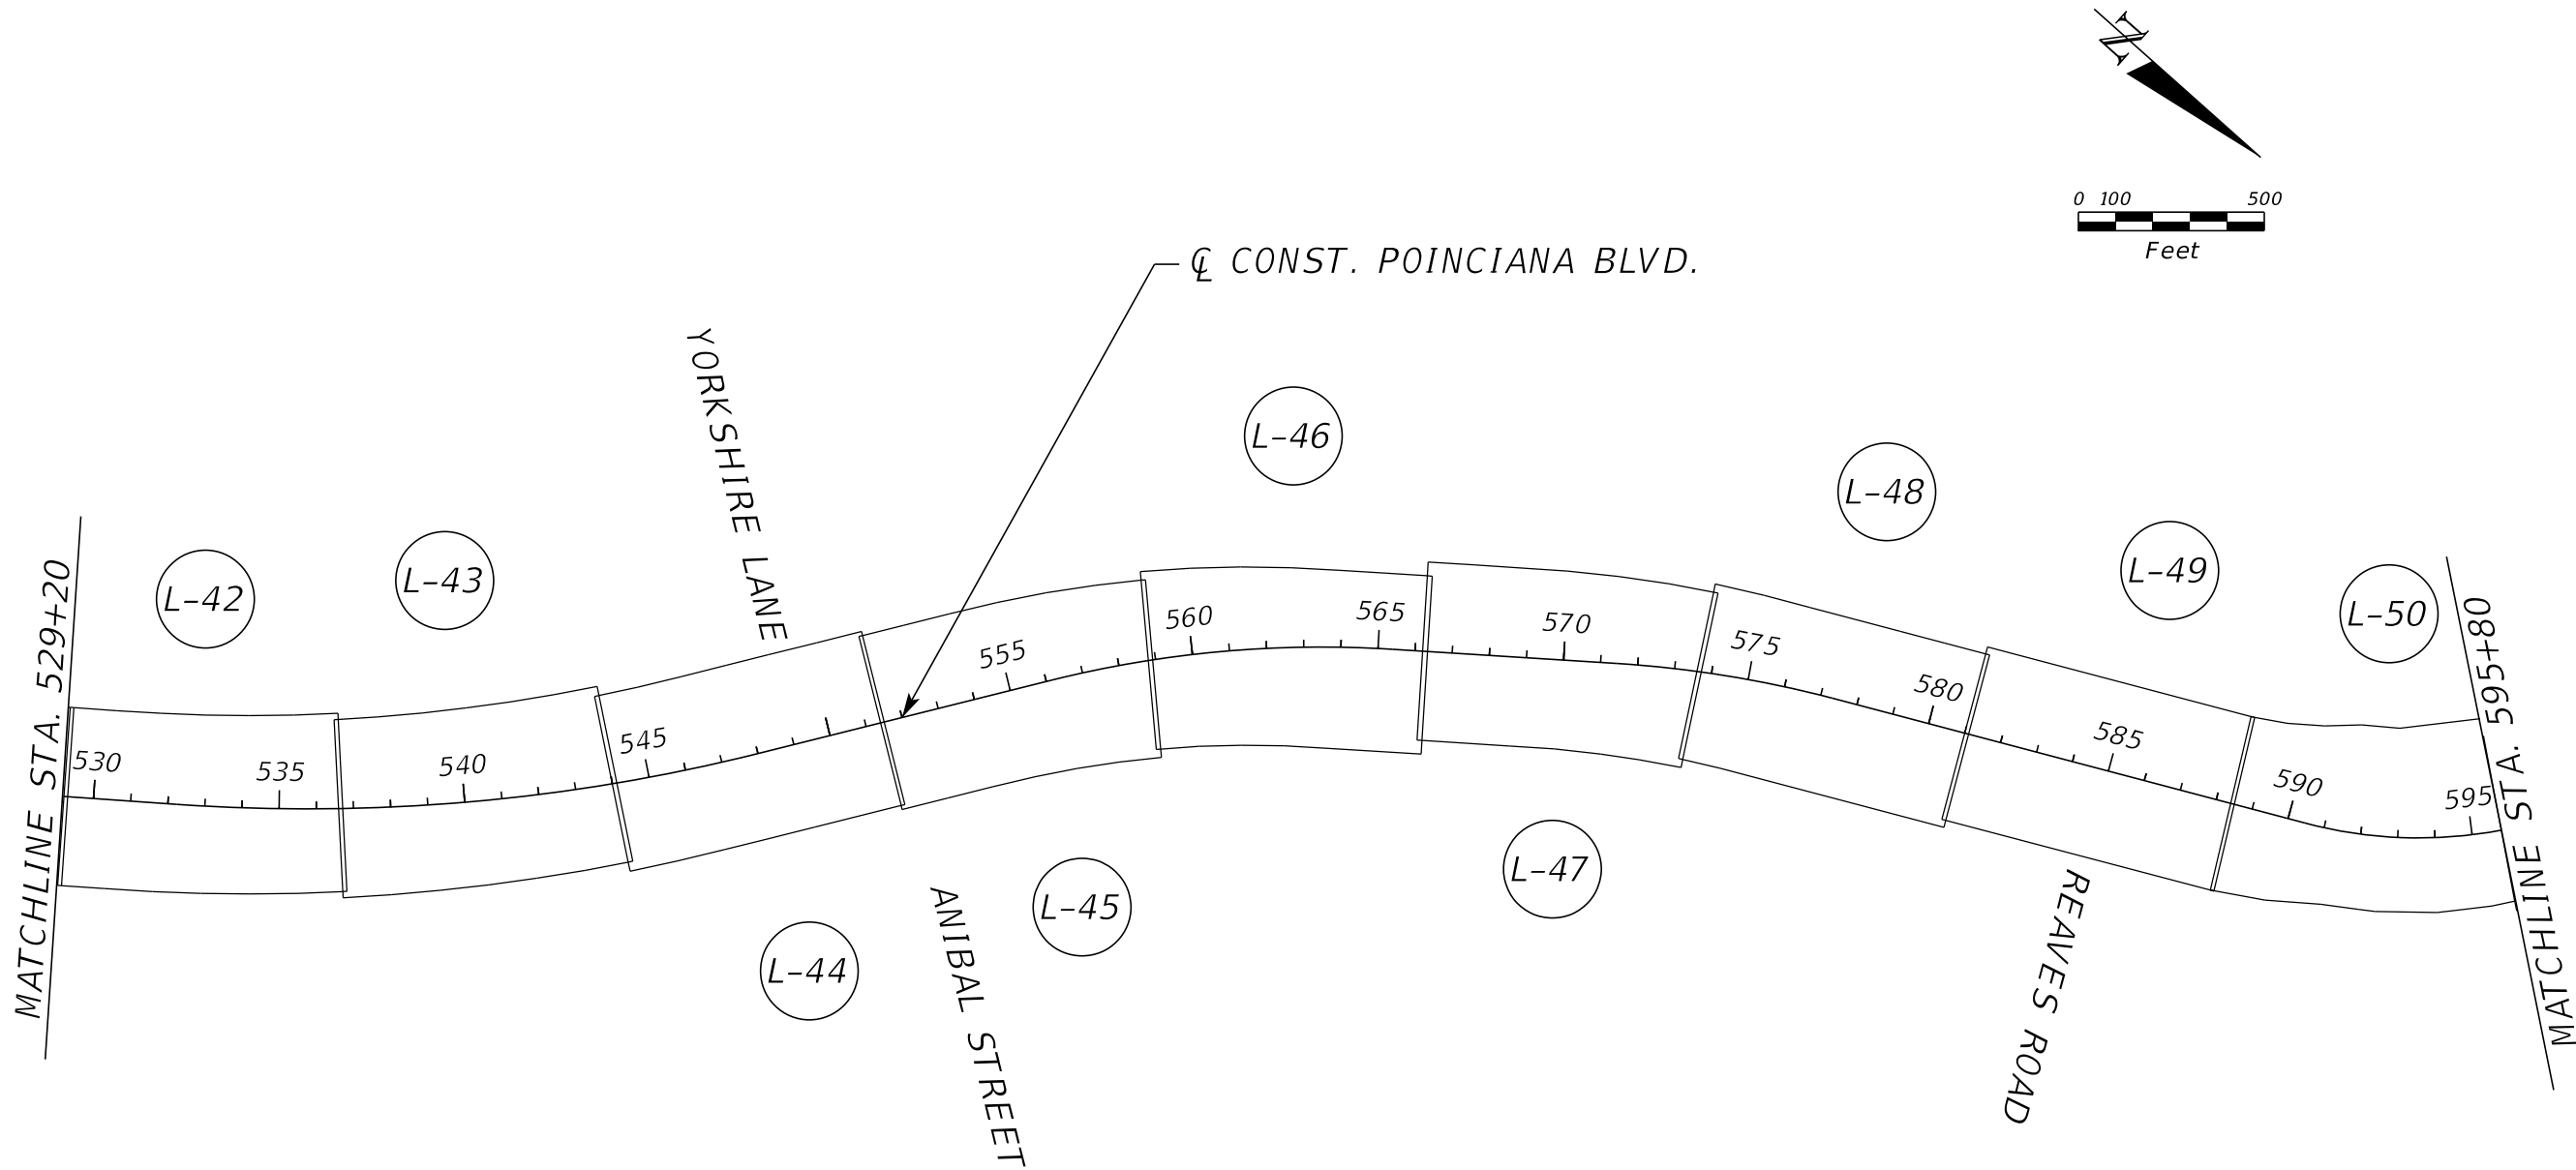 N
0 100 500
Feet
℄ CONST. POINCIANA BLVD.
YORKSHIRE LANE
L-46
L-48
L-42
L-43
L-49
L-50
MATCHLINE STA. 529+20
530
535
540
545
555
560
565
570
575
580
585
590
595
MATCHLINE STA. 595+80
L-44
ANIBAL STREET
L-45
L-47
REAVES ROAD